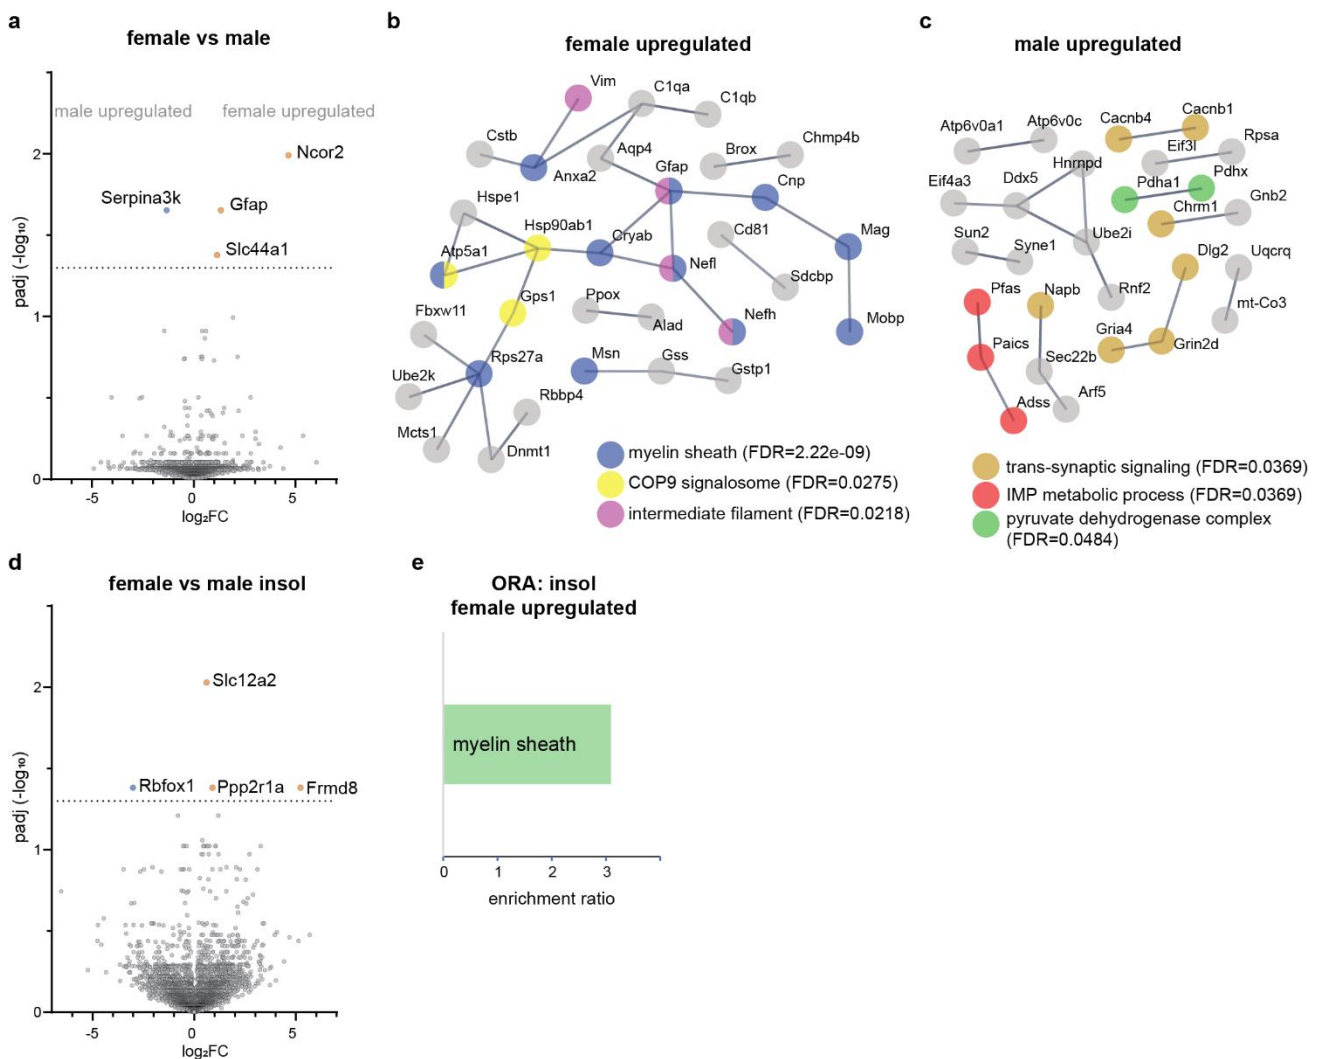 a
female vs male
male upregulated
female upregulated
padj (-log₁₀)
2
1
0
Ncor2
Serpina3k
Gfap
Slc44a1
-5
0
5
log₂FC
b
female upregulated
Vim
C1qa
C1qb
Cstb
Anxa2
Aqp4
Brox
Chmp4b
Gfap
Cnp
Hspe1
Hsp90ab1
Cryab
Cd81
Mag
Atp5a1
Nefl
Sdcbp
Gps1
Ppox
Alad
Nefh
Mobp
Fbxw11
Rps27a
Msn
Gss
Gstp1
Ube2k
Rbbp4
Mcts1
Dnmt1
myelin sheath (FDR=2.22e-09)
COP9 signalosome (FDR=0.0275)
intermediate filament (FDR=0.0218)
c
male upregulated
Cacnb4
Cacnb1
Atp6v0a1
Atp6v0c
Eif3l
Rpsa
Hnrnpd
Pdha1
Pdhx
Eif4a3
Ddx5
Chrm1
Gnb2
Sun2
Syne1
Ube2i
Dlg2
Uqcrq
Pfas
Napb
Rnf2
mt-Co3
Paics
Gria4
Grin2d
Sec22b
Adss
Arf5
trans-synaptic signaling (FDR=0.0369)
IMP metabolic process (FDR=0.0369)
pyruvate dehydrogenase complex
(FDR=0.0484)
d
female vs male insol
padj (-log₁₀)
2
1
0
Slc12a2
Rbfox1
Ppp2r1a
Frmd8
-5
0
5
log₂FC
e
ORA: insol
female upregulated
myelin sheath
0
1
2
3
enrichment ratio